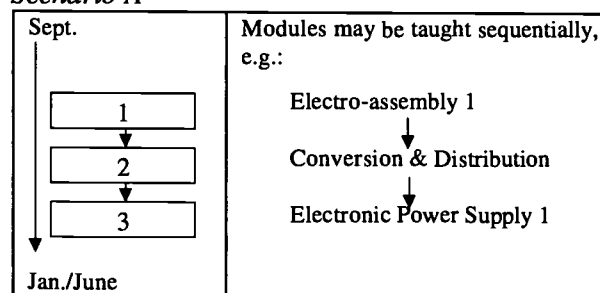 Sept.
1
2
3
Jan./June
Modules may be taught sequentially,
e.g.:
Electro-assembly 1
Conversion & Distribution
Electronic Power Supply 1